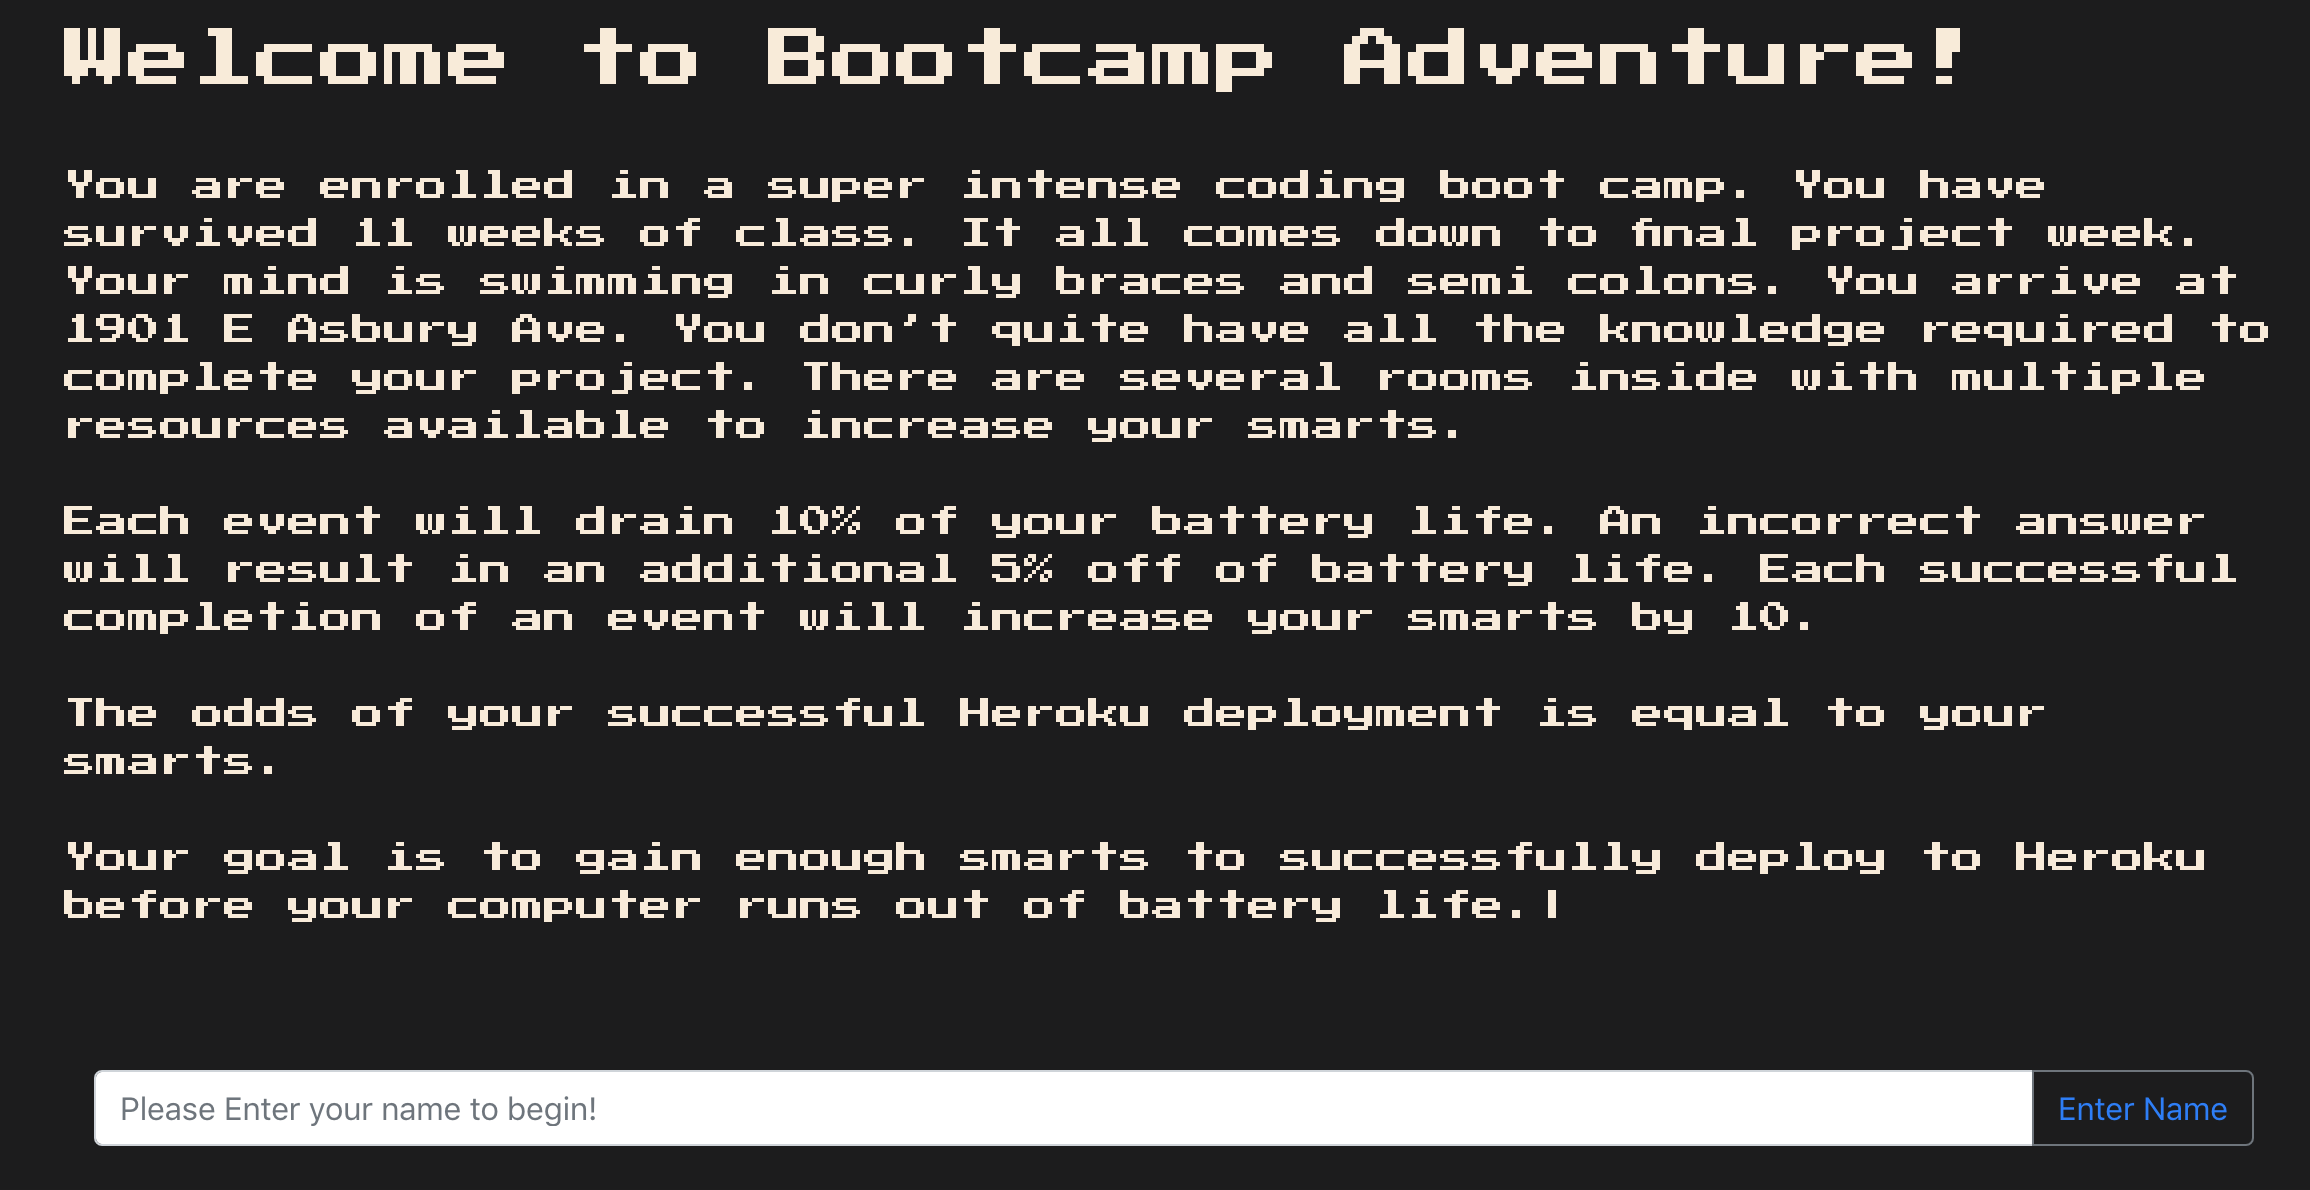 Welcome to Bootcamp Adventure!
You are enrolled in a super intense coding boot camp. You have
survived 11 weeks of class. It all comes down to final project week.
Your mind is swimming in curly braces and semi colons. You arrive at
1901 E Asbury Ave. You don't quite have all the knowledge required to
complete your project. There are several rooms inside with multiple
resources available to increase your smarts.
Each event will drain 10% of your battery life. An incorrect answer
will result in an additional 5% off of battery life. Each successful
completion of an event will increase your smarts by 10.
The odds of your successful Heroku deployment is equal to your
smarts.
Your goal is to gain enough smarts to successfully deploy to Heroku
before your computer runs out of battery life.|
Please Enter your name to begin! Enter Name